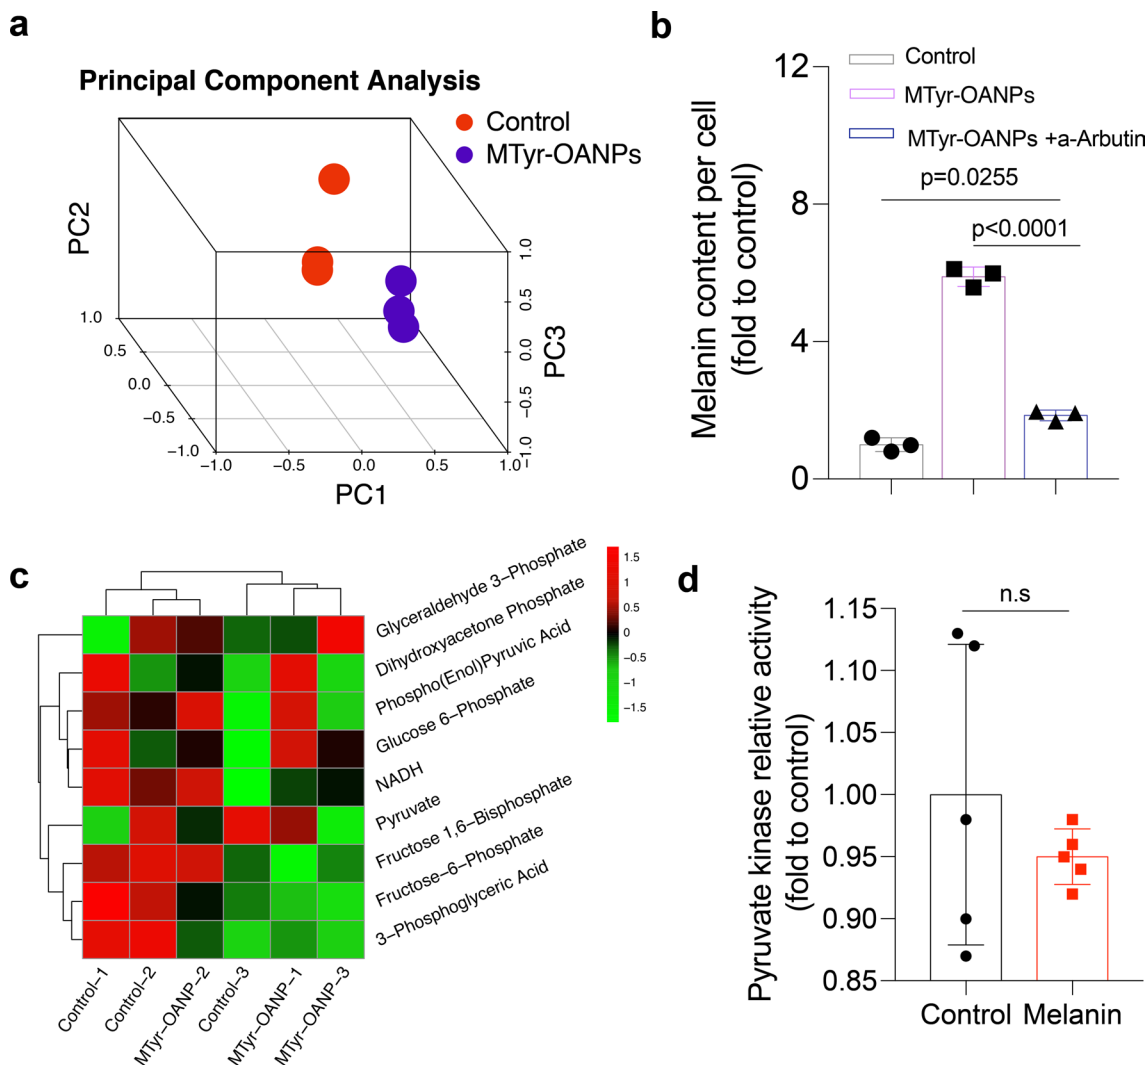 a
Principal Component Analysis
Control
MTyr-OANPs
PC2
1.0
0.5
0.0
−0.5
−1.0
−1.0
−0.5
0.0
0.5
1.0
PC1
1.0
0.5
0.0
−0.5
−1.0
PC3
b
Melanin content per cell
(fold to control)
12
8
4
0
Control
MTyr-OANPs
MTyr-OANPs +a-Arbutin
p=0.0255
p<0.0001
c
Glyceraldehyde 3−Phosphate
Dihydroxyacetone Phosphate
Phospho(Enol)Pyruvic Acid
Glucose 6−Phosphate
NADH
Pyruvate
Fructose 1,6−Bisphosphate
Fructose−6−Phosphate
3−Phosphoglyceric Acid
Control−1
Control−2
MTyr−OANP−2
Control−3
MTyr−OANP−1
MTyr−OANP−3
1.5
1
0.5
0
−0.5
−1
−1.5
d
Pyruvate kinase relative activity
(fold to control)
1.15
1.10
1.05
1.00
0.95
0.90
0.85
n.s
Control Melanin